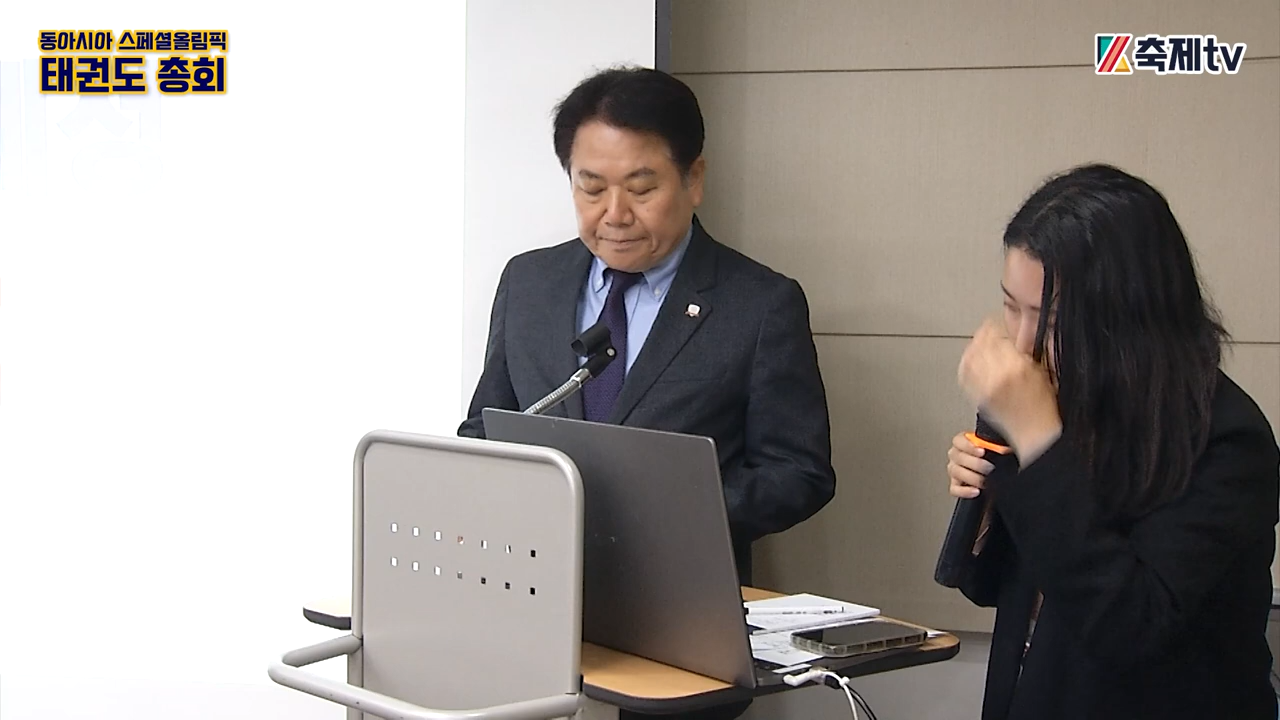 동아시아 스페셜올림픽
태권도 총회
축제tv